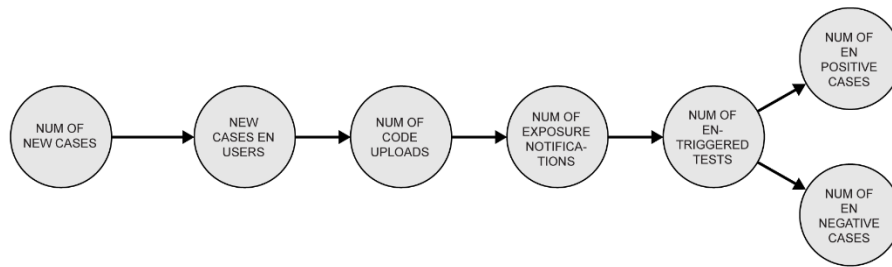 NUM OF
NEW CASES
NEW
CASES EN
USERS
NUM OF
CODE
UPLOADS
NUM OF
EXPOSURE
NOTIFICA-
TIONS
NUM OF
EN-
TRIGGERED
TESTS
NUM OF
EN
POSITIVE
CASES
NUM OF
EN
NEGATIVE
CASES